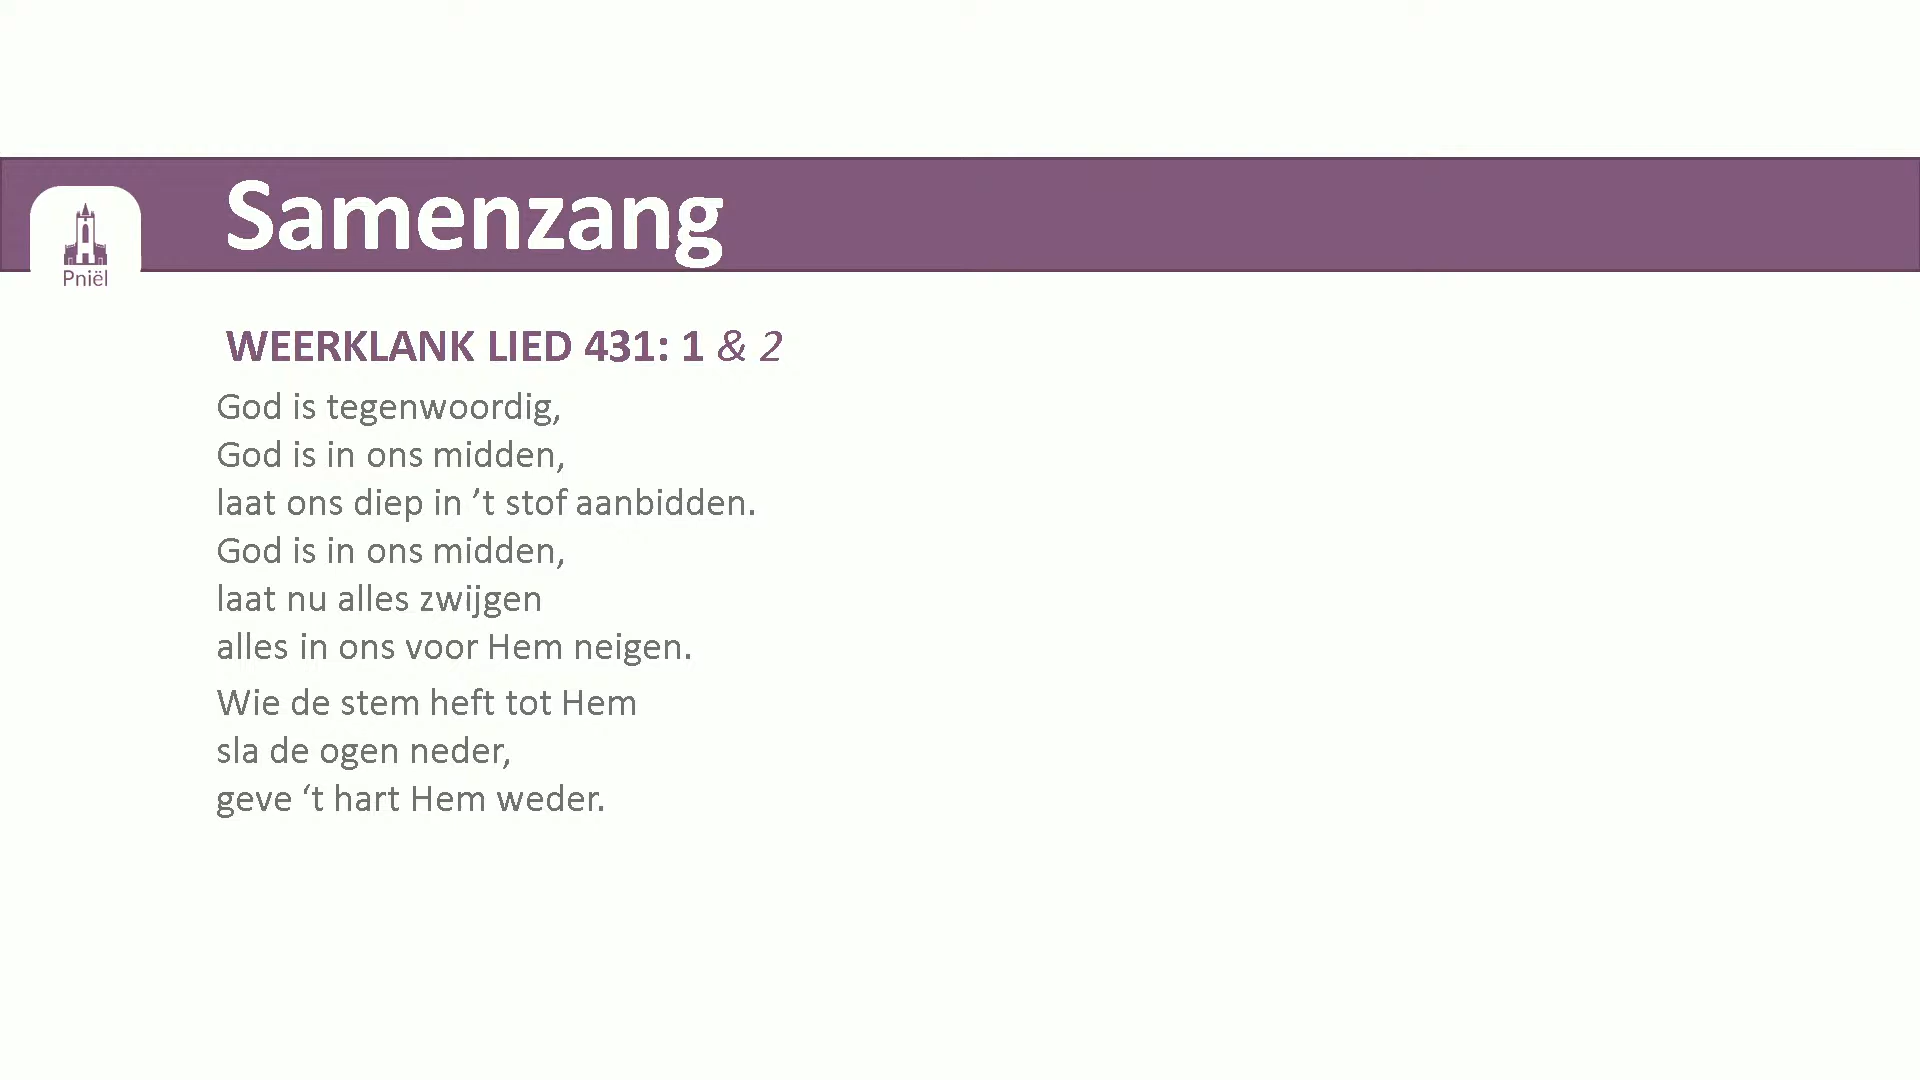 Samenzang
Pniël
WEERKLANK LIED 431: 1 & 2
God is tegenwoordig,
God is in ons midden,
laat ons diep in ’t stof aanbidden.
God is in ons midden,
laat nu alles zwijgen
alles in ons voor Hem neigen.
Wie de stem heft tot Hem
sla de ogen neder,
geve ‘t hart Hem weder.